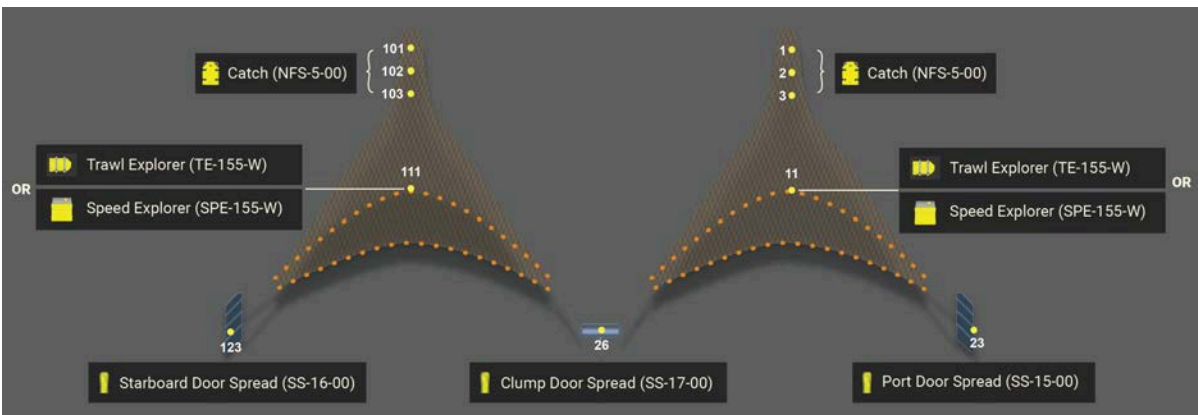 101
1
Catch (NFS-5-00)
102
2
Catch (NFS-5-00)
103
3
Trawl Explorer (TE-155-W)
111
11
Trawl Explorer (TE-155-W)
OR
OR
Speed Explorer (SPE-155-W)
Speed Explorer (SPE-155-W)
123
26
23
Starboard Door Spread (SS-16-00)
Clump Door Spread (SS-17-00)
Port Door Spread (SS-15-00)